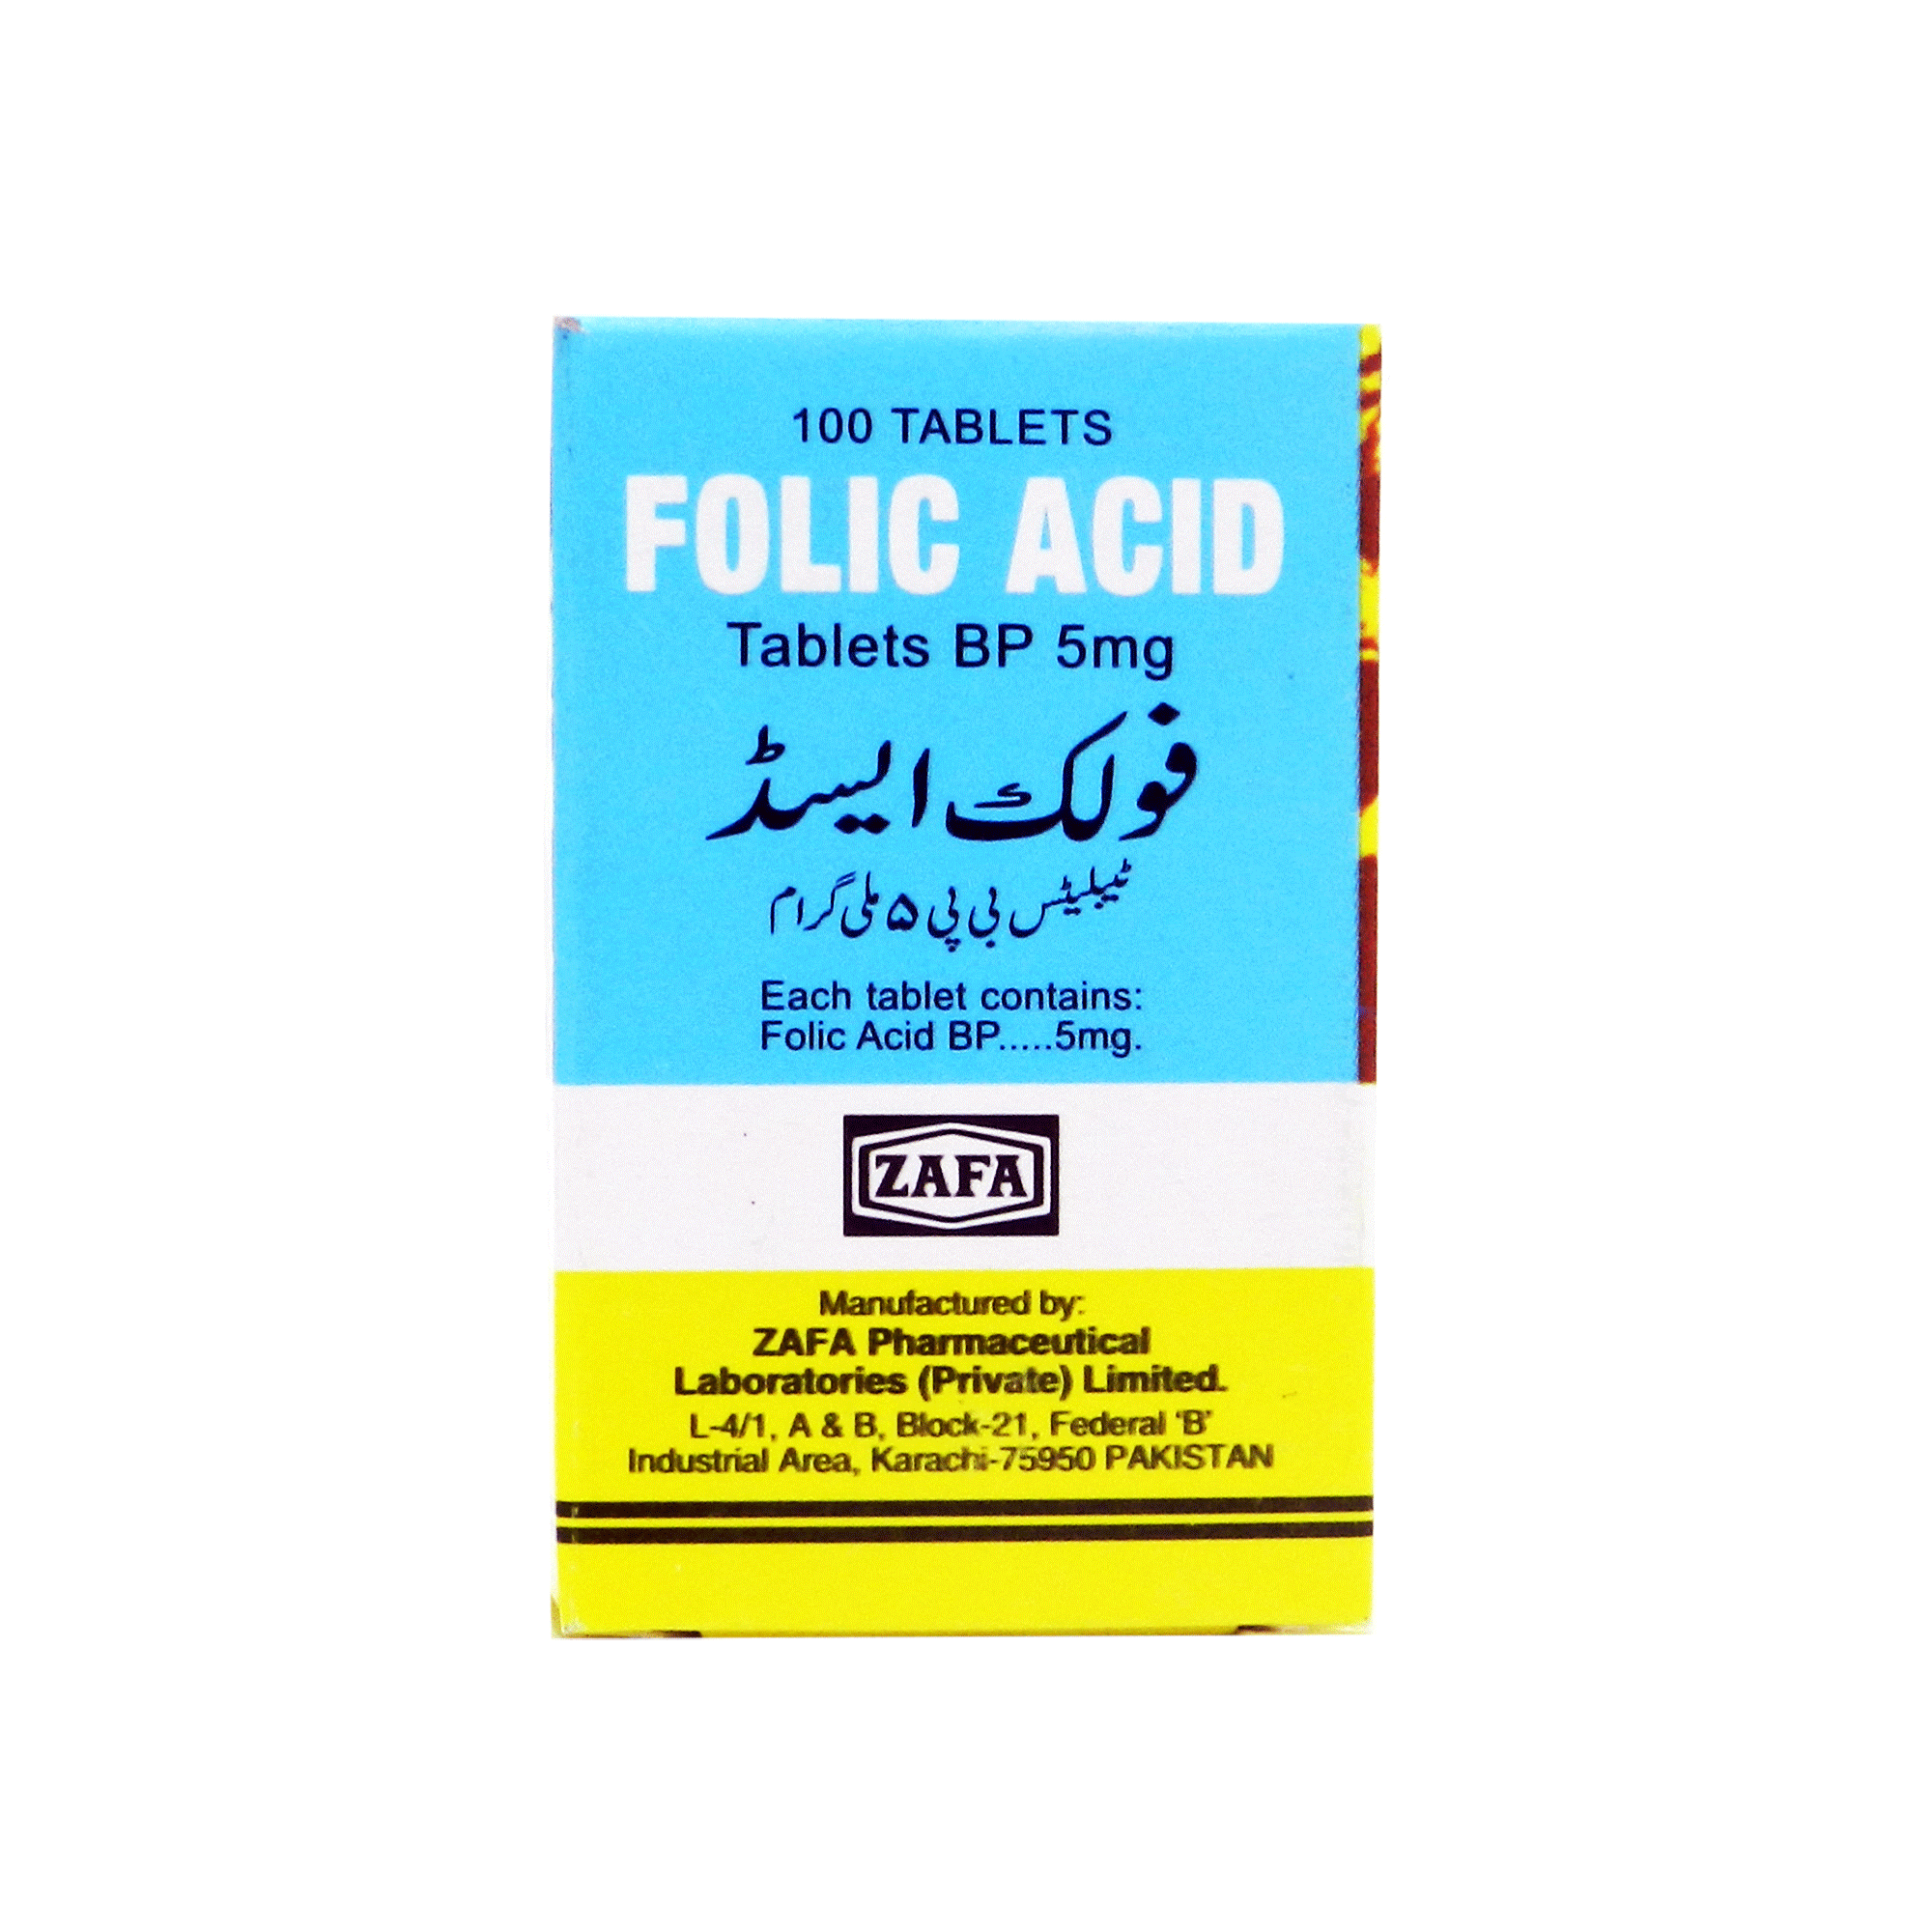 100 TABLETS
FOLIC ACID
Tablets BP 5mg
فولک ایسڈ
ٹیبلیٹس بی پی ۵ ملی گرام
Each tablet contains:
Folic Acid BP.....5mg.
ZAFA
Manufactured by:
ZAFA Pharmaceutical
Laboratories (Private) Limited.
L-4/1, A & B, Block-21, Federal ‘B’
Industrial Area, Karachi-75950 PAKISTAN